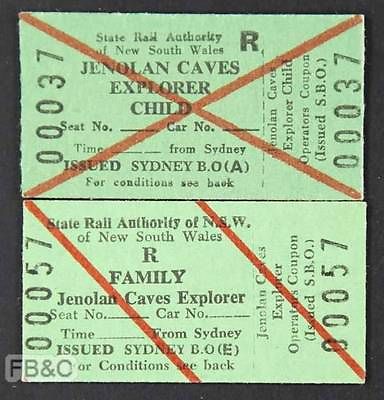 State Rail Authority
of New South Wales R
JENOLAN CAVES
EXPLORER
CHILD
Seat No. Car No.
Time from Sydney
ISSUED SYDNEY B.O(A)
For conditions see back
00037
Jenolan Caves
Explorer Child
Operators Coupon
(Issued S.B.O.)
00037
State Rail Authority of N.S.W.
of New South Wales
R
FAMILY
Jenolan Caves Explorer
Seat No. Car No.
Time From Sydney
ISSUED SYDNEY B.O(E)
For Conditions see back
00057
Jenolan Caves
Explorer
Operators Coupon
(Issued S.B.O.)
00057
FB&C